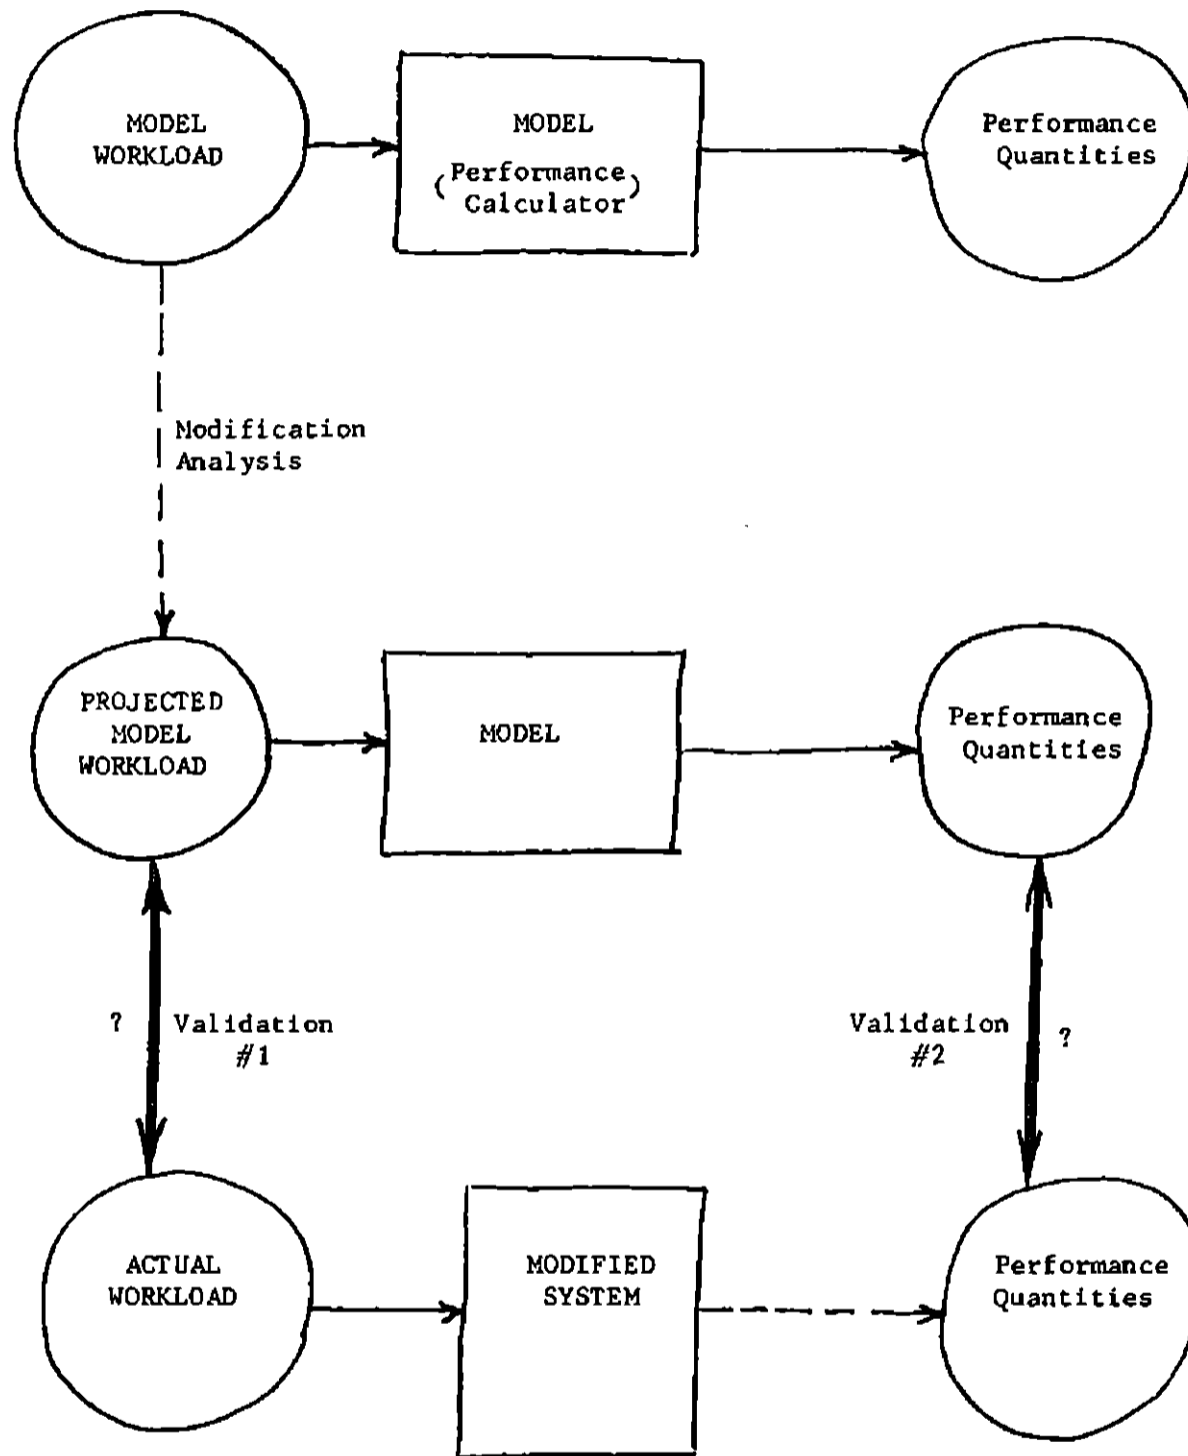 MODEL
WORKLOAD
MODEL
(Performance)
Calculator
Performance
Quantities
Modification
Analysis
PROJECTED
MODEL
WORKLOAD
MODEL
Performance
Quantities
? Validation
#1
Validation ?
#2
ACTUAL
WORKLOAD
MODIFIED
SYSTEM
Performance
Quantities